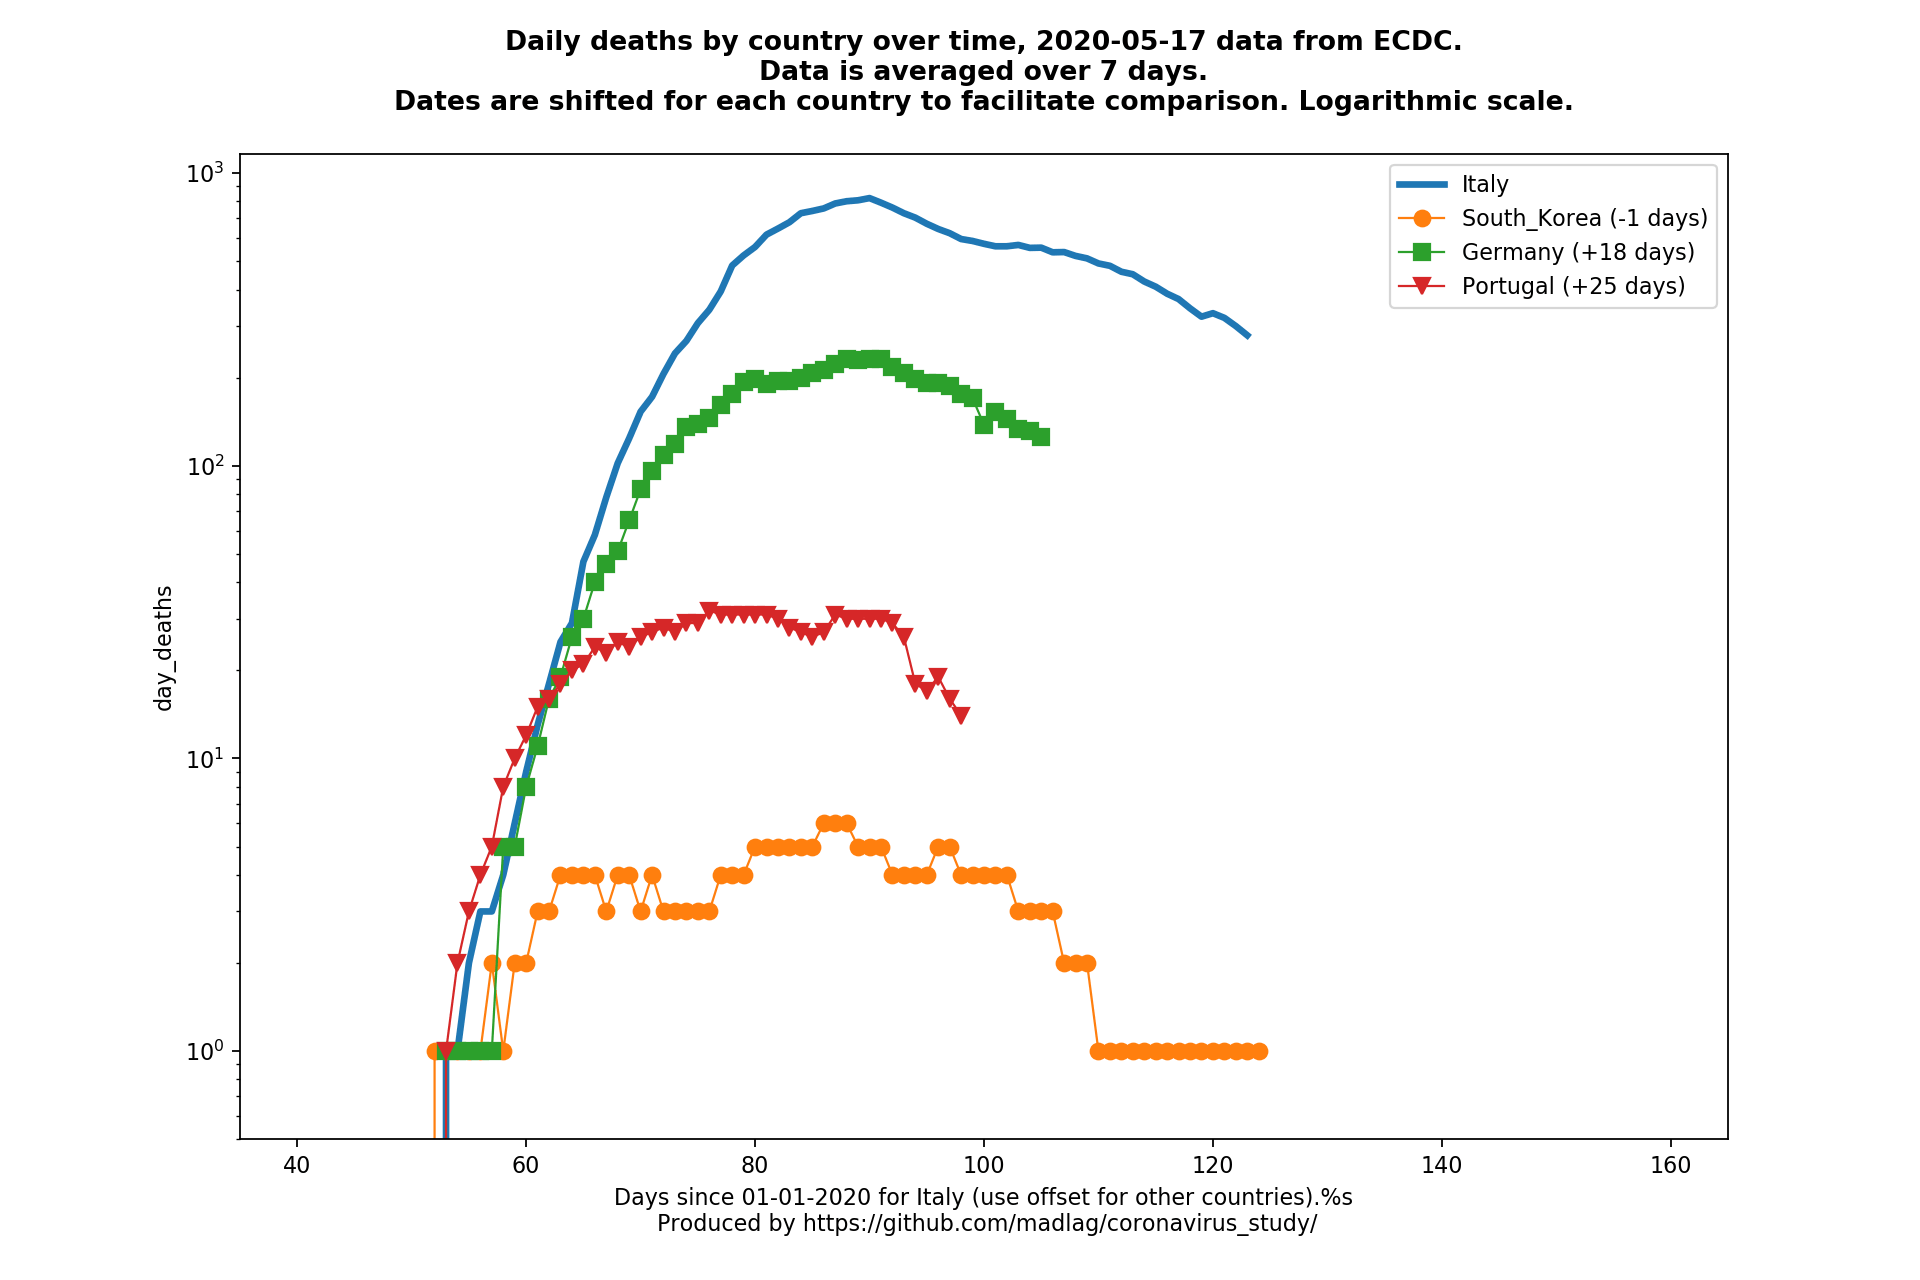 Daily deaths by country over time, 2020-05-17 data from ECDC.
Data is averaged over 7 days.
Dates are shifted for each country to facilitate comparison. Logarithmic scale.
10³
10²
10¹
10⁰
day_deaths
Italy
South_Korea (-1 days)
Germany (+18 days)
Portugal (+25 days)
40 60 80 100 120 140 160
Days since 01-01-2020 for Italy (use offset for other countries).%s
Produced by https://github.com/madlag/coronavirus_study/